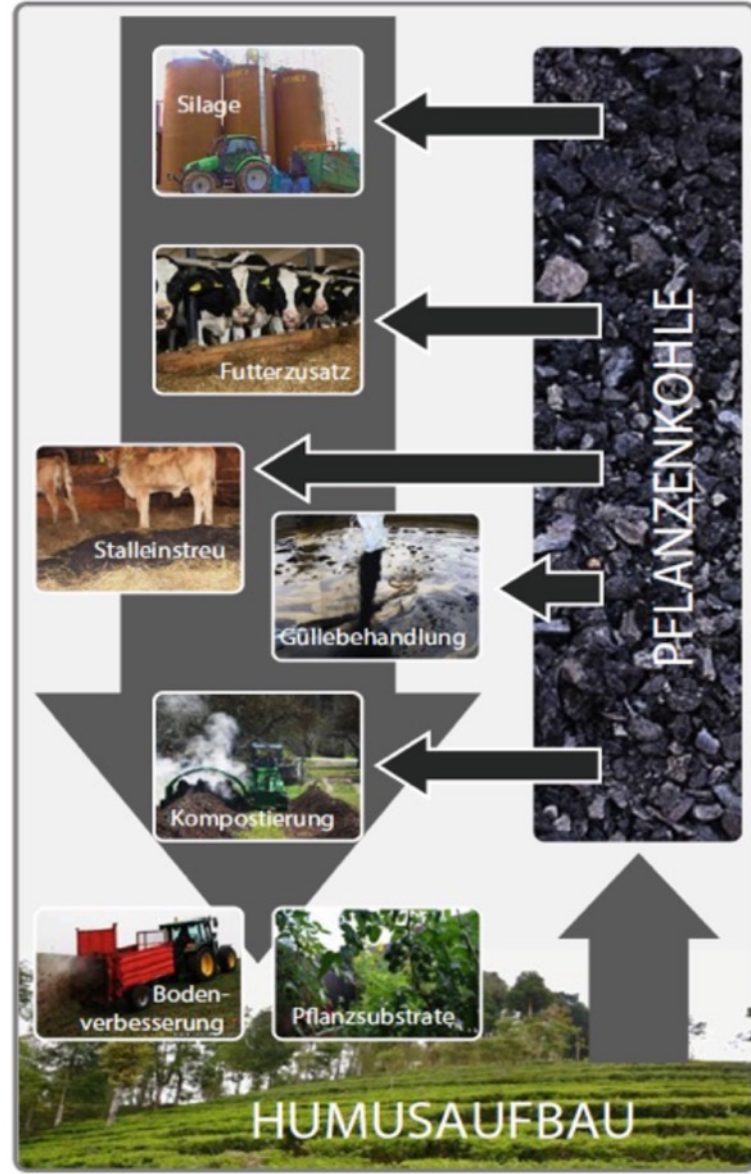 Silage
Futterzusatz
Stalleinstreu
Güllebehandlung
Kompostierung
Boden-
verbesserung
Pflanzsubstrate
PFLANZENKOHLE
HUMUSAUFBAU